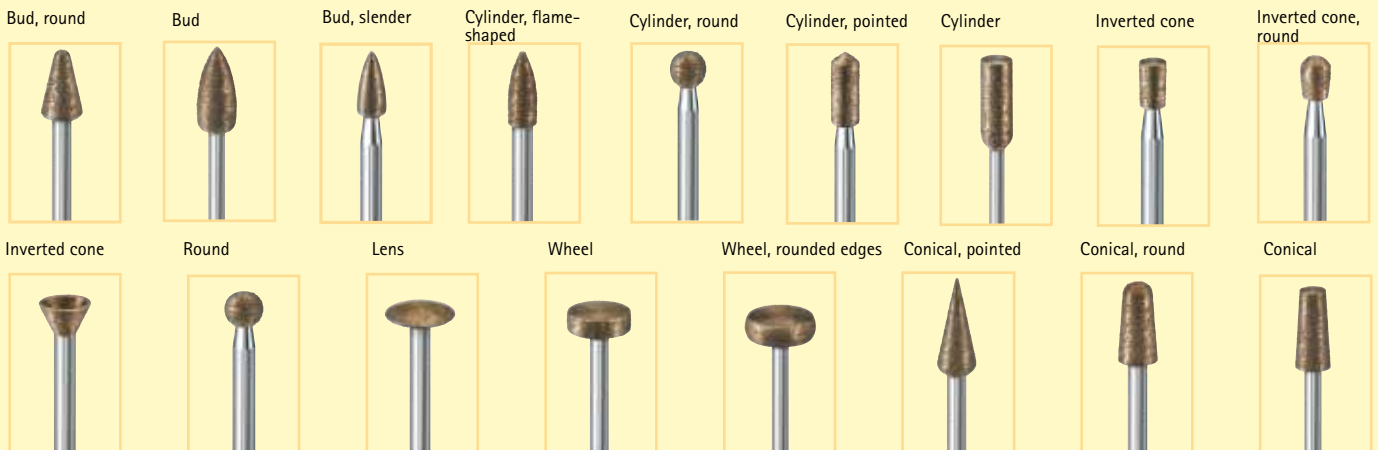 Bud, round
Bud
Bud, slender
Cylinder, flame-
shaped
Cylinder, round
Cylinder, pointed
Cylinder
Inverted cone
Inverted cone,
round
Inverted cone
Round
Lens
Wheel
Wheel, rounded edges
Conical, pointed
Conical, round
Conical